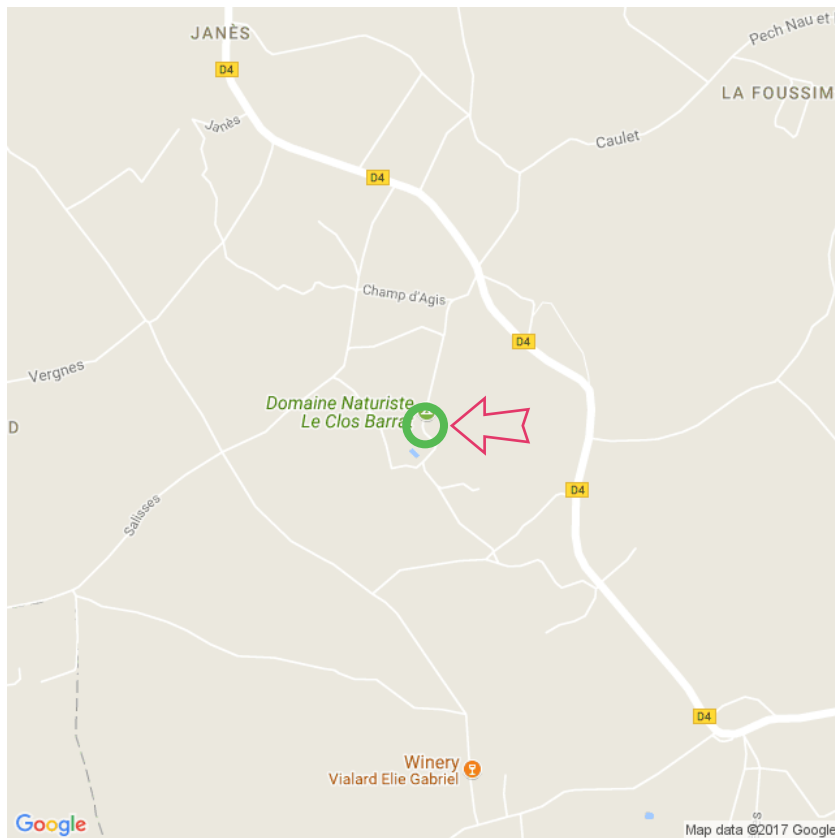 JANÈS
Pech Nau et
D4
LA FOUSSIM
Janès
Caulet
D4
Champ d'Agis
D4
Vergnes
Domaine Naturiste
Le Clos Barra
D
D4
Salisses
D4
Winery
Vialard Elie Gabriel
Google
Map data ©2017 Google